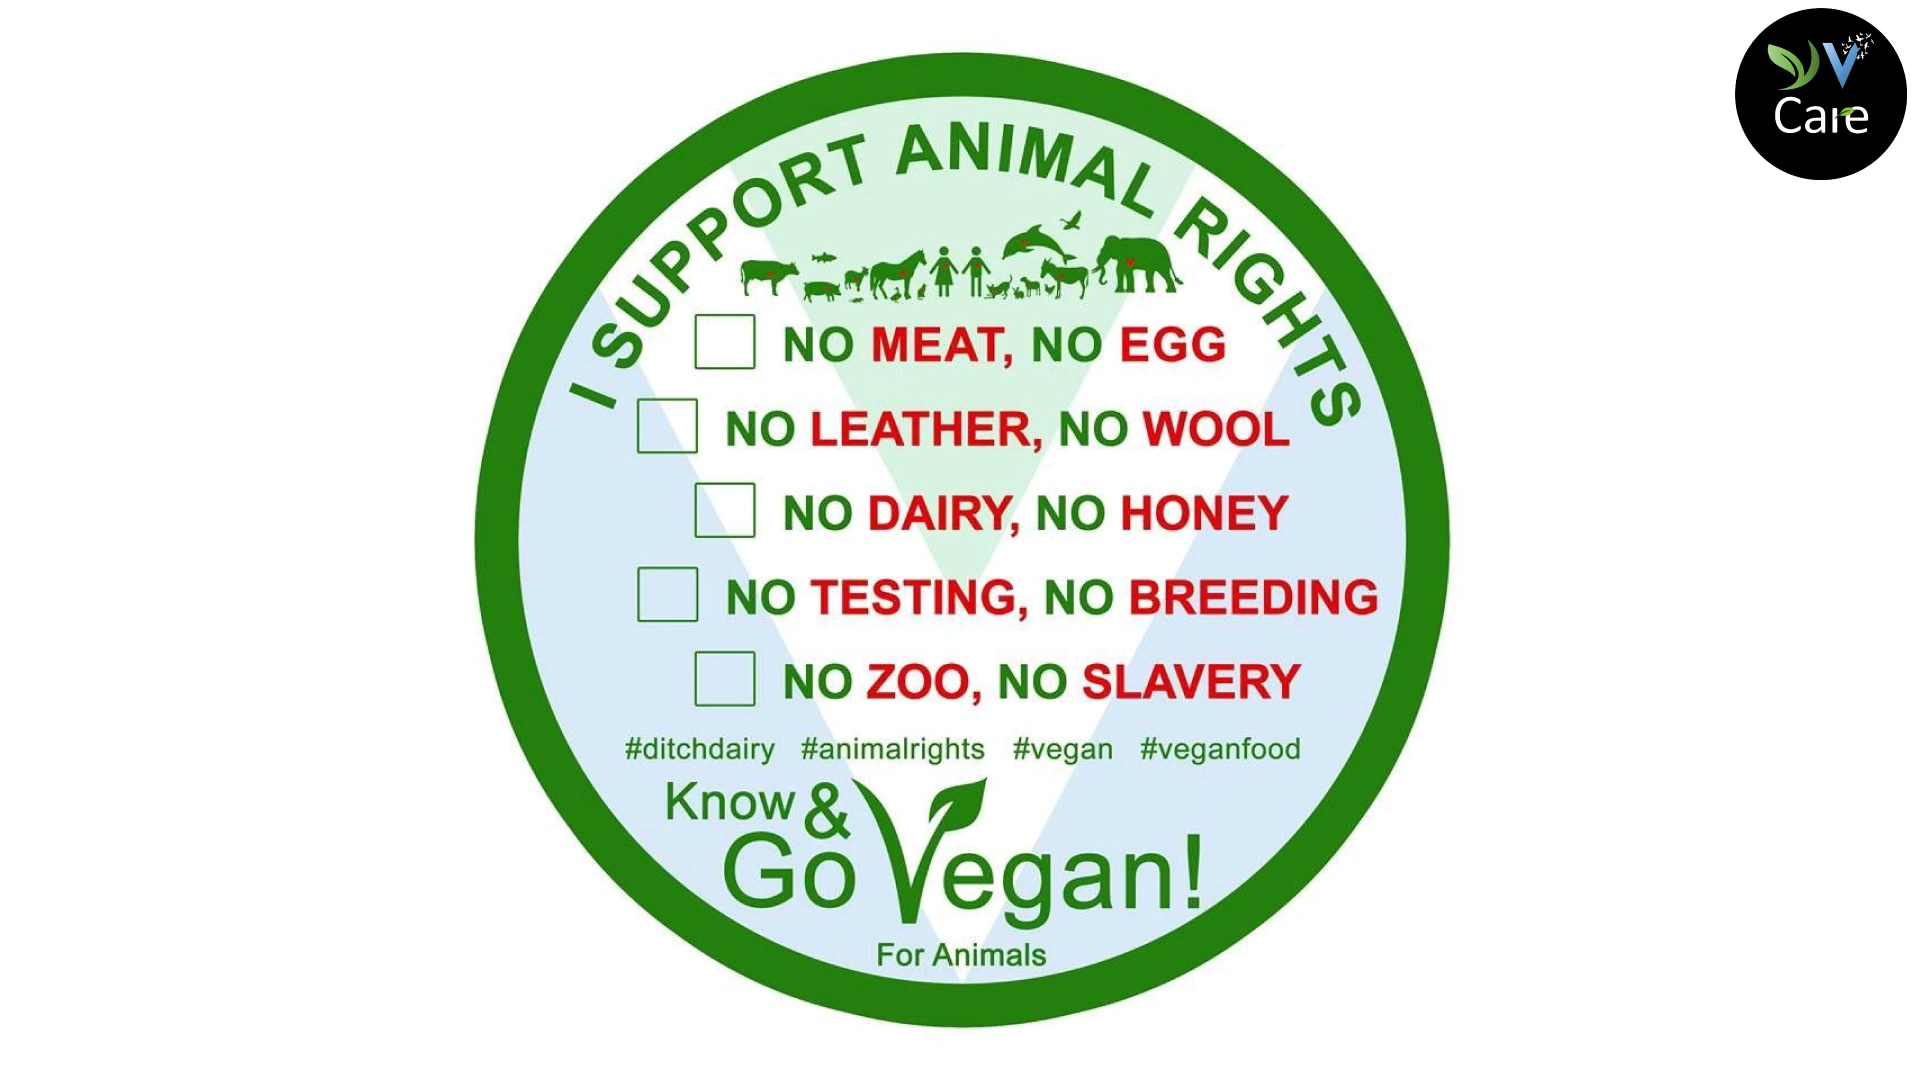 I SUPPORT ANIMAL RIGHTS
NO MEAT, NO EGG
NO LEATHER, NO WOOL
NO DAIRY, NO HONEY
NO TESTING, NO BREEDING
NO ZOO, NO SLAVERY
#ditchdairy #animalrights #vegan #veganfood
Know &
Go Vegan!
For Animals
V
Care